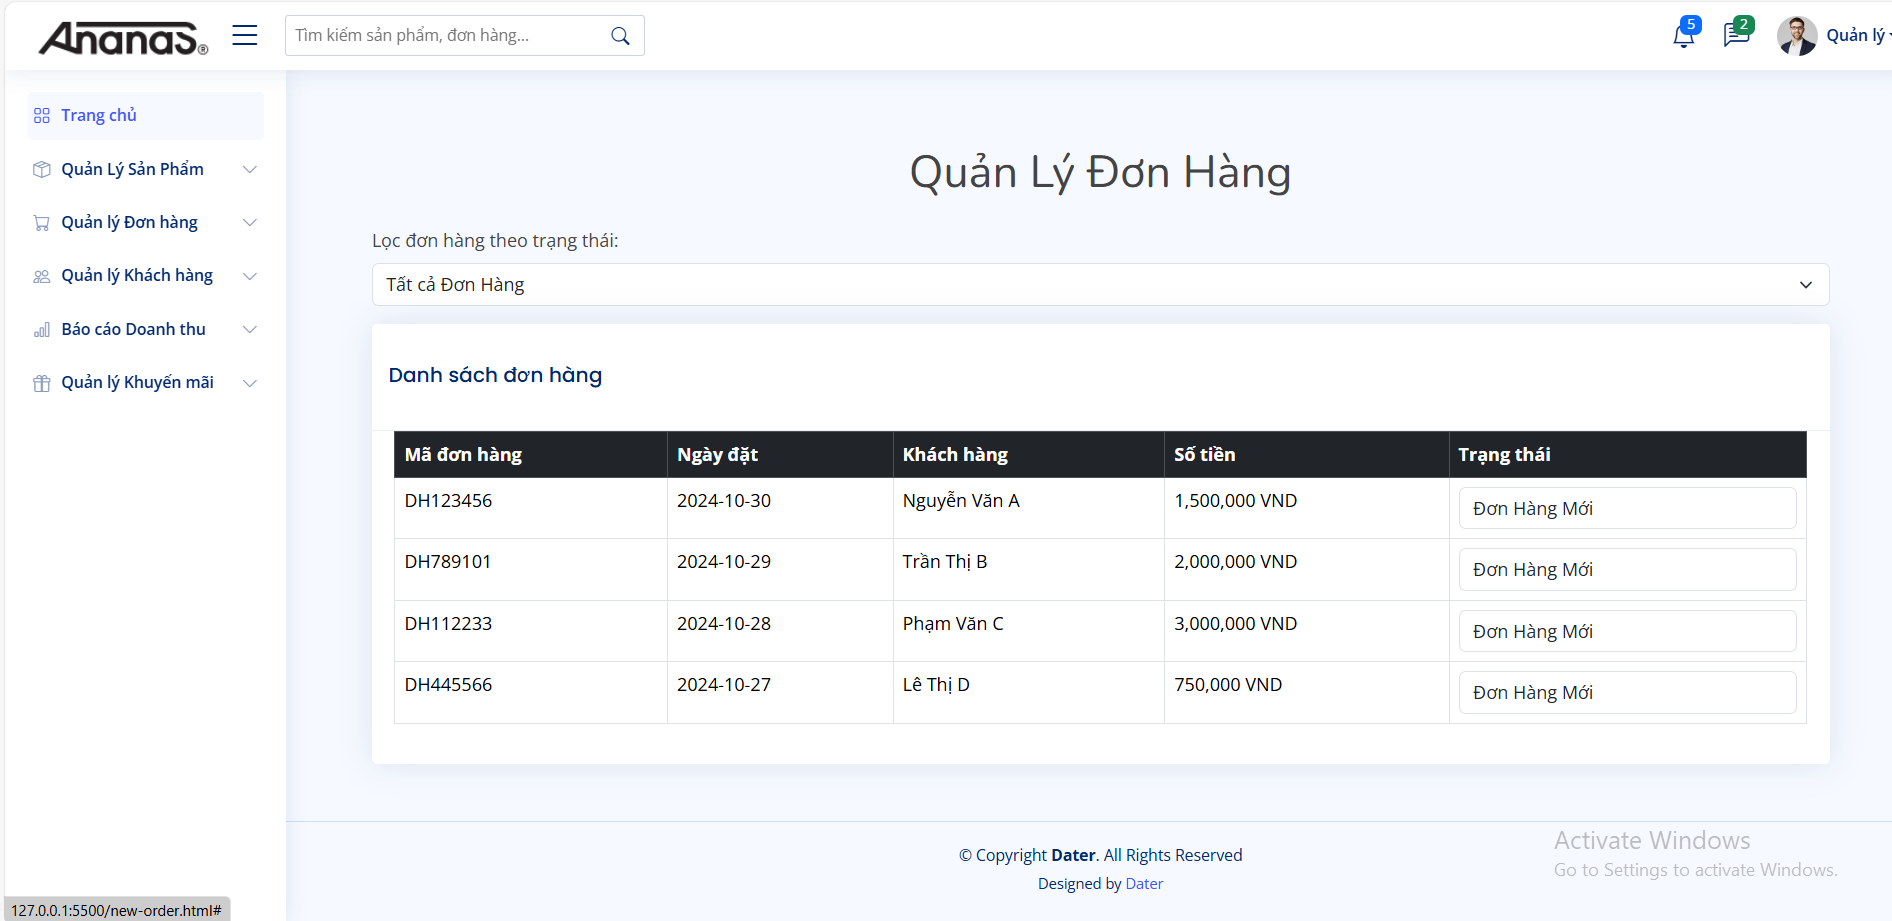 Ananas®
Tìm kiếm sản phẩm, đơn hàng...
5
2
Quản lý
Trang chủ
Quản Lý Sản Phẩm
Quản lý Đơn hàng
Quản lý Khách hàng
Báo cáo Doanh thu
Quản lý Khuyến mãi
Quản Lý Đơn Hàng
Lọc đơn hàng theo trạng thái:
Tất cả Đơn Hàng
Danh sách đơn hàng
Mã đơn hàng Ngày đặt Khách hàng Số tiền Trạng thái
DH123456 2024-10-30 Nguyễn Văn A 1,500,000 VND Đơn Hàng Mới
DH789101 2024-10-29 Trần Thị B 2,000,000 VND Đơn Hàng Mới
DH112233 2024-10-28 Phạm Văn C 3,000,000 VND Đơn Hàng Mới
DH445566 2024-10-27 Lê Thị D 750,000 VND Đơn Hàng Mới
© Copyright Dater. All Rights Reserved
Designed by Dater
Activate Windows
Go to Settings to activate Windows.
127.0.0.1:5500/new-order.html#